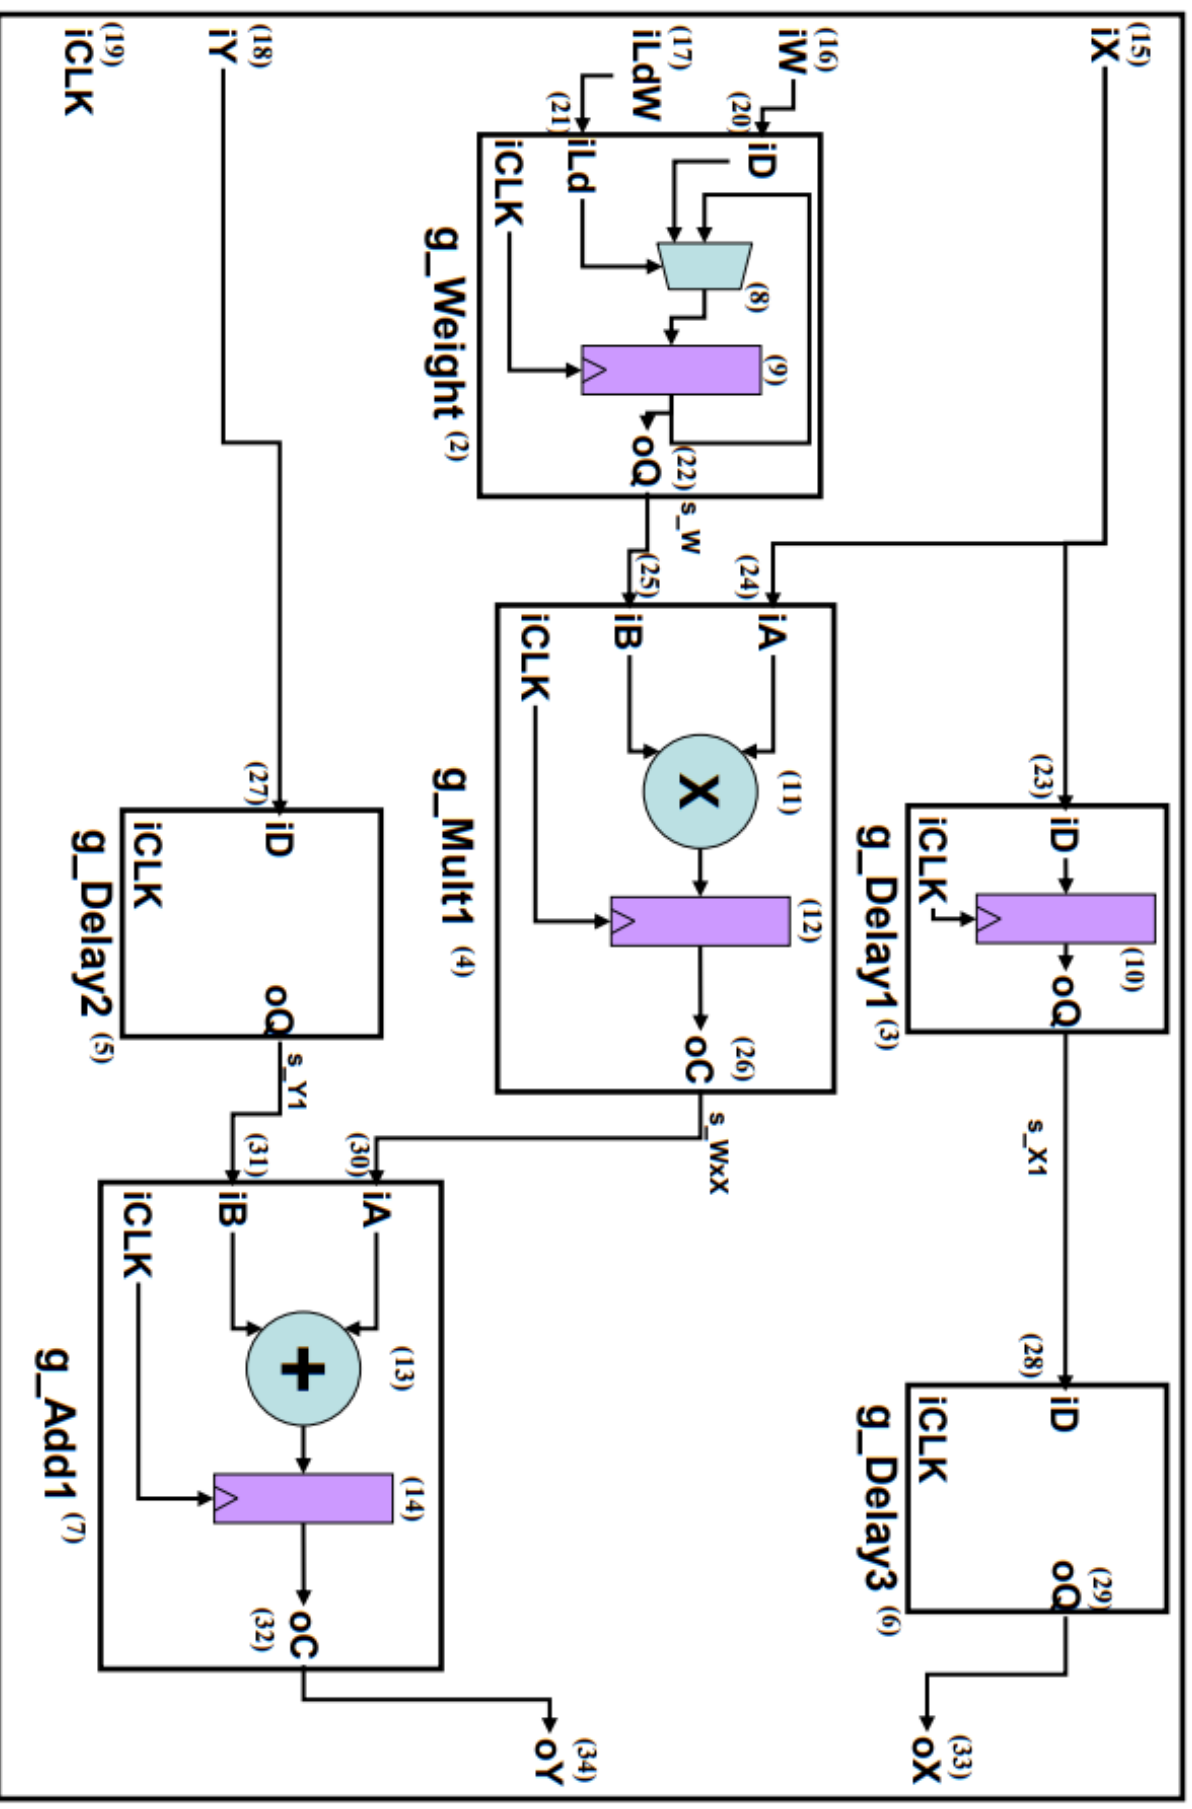 (15)
iX
(16)
iW
(17)
iLdW
(18)
iY
(19)
iCLK
(20)
(21)
iD
iLd
iCLK
(8)
(9)
(22)
oQ
g_Weight (2)
s_W
(24)
(25)
iA
iB
iCLK
(11)
X
(12)
(26)
oC
g_Mult1 (4)
s_WxX
(23)
iD
iCLK
(10)
oQ
g_Delay1 (3)
s_X1
(28)
iD
iCLK
(29)
oQ
g_Delay3 (6)
(33)
oX
(27)
iD
iCLK
oQ
g_Delay2 (5)
s_Y1
(30)
(31)
iA
iB
iCLK
(13)
+
(14)
oC
(32)
g_Add1 (7)
(34)
oY